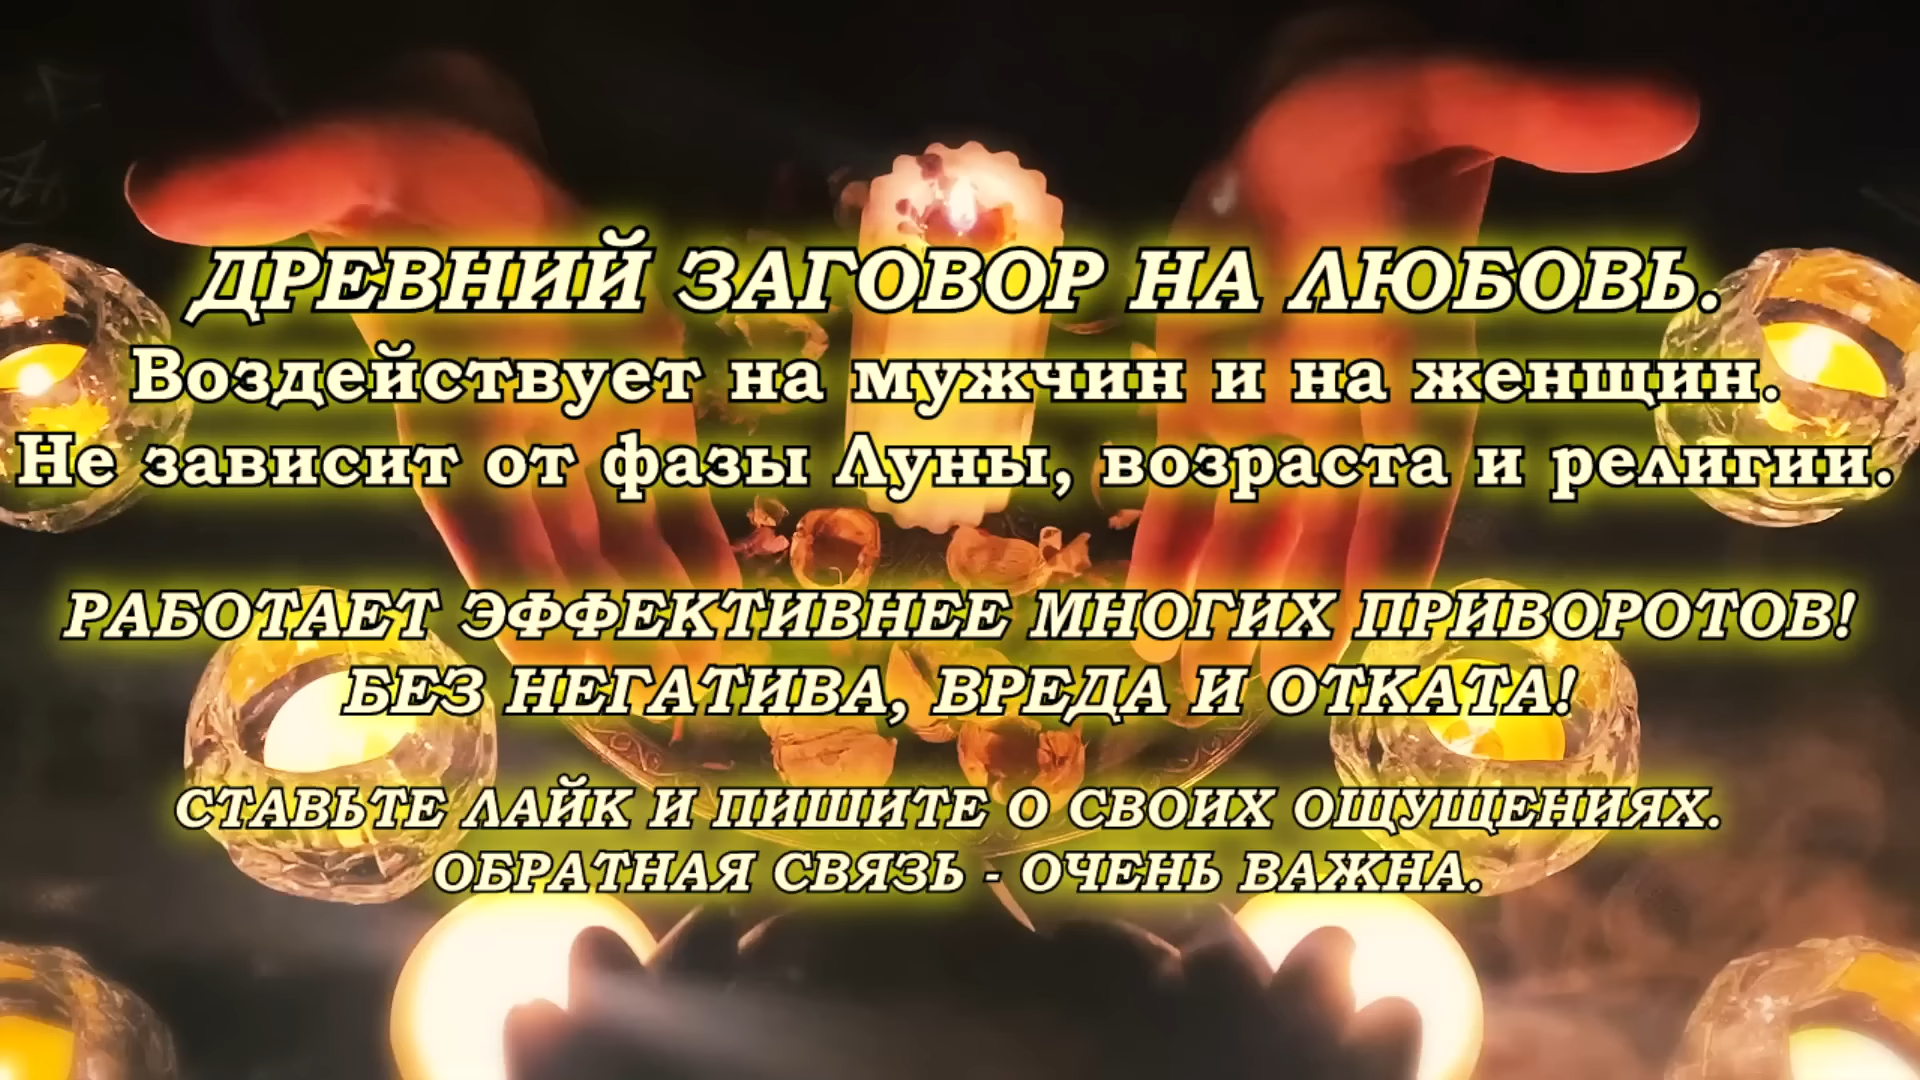 ДРЕВНИЙ ЗАГОВОР НА ЛЮБОВЬ.
Воздействует на мужчин и на женщин.
Не зависит от фазы Луны, возраста и религии.
РАБОТАЕТ ЭФФЕКТИВНЕЕ МНОГИХ ПРИВОРОТОВ!
БЕЗ НЕГАТИВА, ВРЕДА И ОТКАТА!
СТАВЬТЕ ЛАЙК И ПИШИТЕ О СВОИХ ОЩУЩЕНИЯХ.
ОБРАТНАЯ СВЯЗЬ - ОЧЕНЬ ВАЖНА.